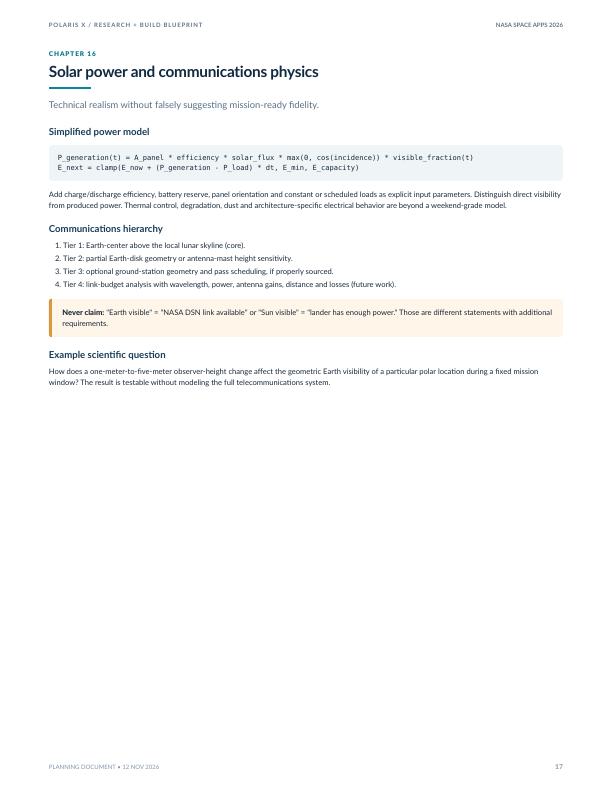 POLARIS X / RESEARCH + BUILD BLUEPRINT
NASA SPACE APPS 2026
CHAPTER 16
Solar power and communications physics
Technical realism without falsely suggesting mission-ready fidelity.
Simplified power model
P_generation(t) = A_panel * efficiency * solar_flux * max(0, cos(incidence)) * visible_fraction(t)
E_next = clamp(E_now + (P_generation - P_load) * dt, E_min, E_capacity)
Add charge/discharge efficiency, battery reserve, panel orientation and constant or scheduled loads as explicit input parameters. Distinguish direct visibility
from produced power. Thermal control, degradation, dust and architecture-specific electrical behavior are beyond a weekend-grade model.
Communications hierarchy
1. Tier 1: Earth-center above the local lunar skyline (core).
2. Tier 2: partial Earth-disk geometry or antenna-mast height sensitivity.
3. Tier 3: optional ground-station geometry and pass scheduling, if properly sourced.
4. Tier 4: link-budget analysis with wavelength, power, antenna gains, distance and losses (future work).
Never claim: "Earth visible" = "NASA DSN link available" or "Sun visible" = "lander has enough power." Those are different statements with additional
requirements.
Example scientific question
How does a one-meter-to-five-meter observer-height change affect the geometric Earth visibility of a particular polar location during a fixed mission
window? The result is testable without modeling the full telecommunications system.
PLANNING DOCUMENT • 12 NOV 2026
17